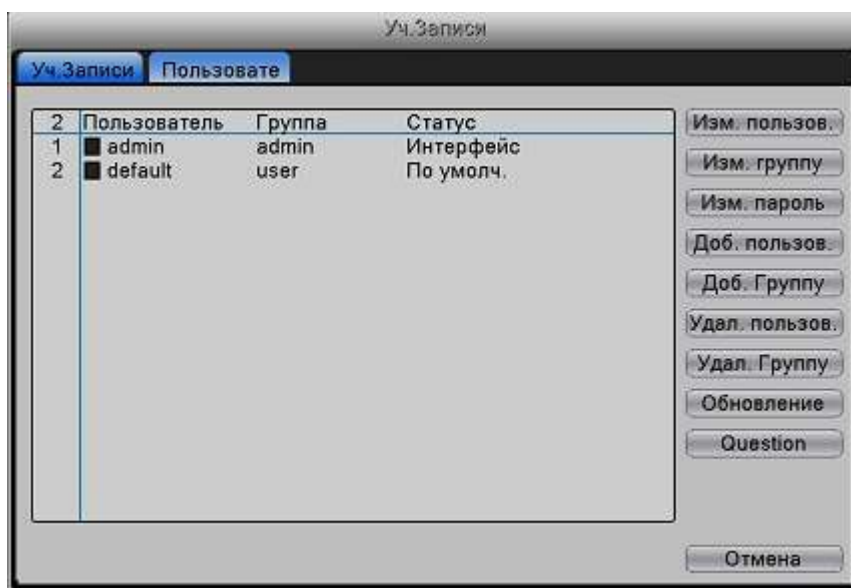 Уч.Записи
Уч.Записи Пользовате
2 Пользователь Группа Статус
1 admin admin Интерфейс
2 default user По умолч.
Изм. пользов.
Изм. группу
Изм. пароль
Доб. пользов.
Доб. Группу
Удал. пользов.
Удал. Группу
Обновление
Question
Отмена